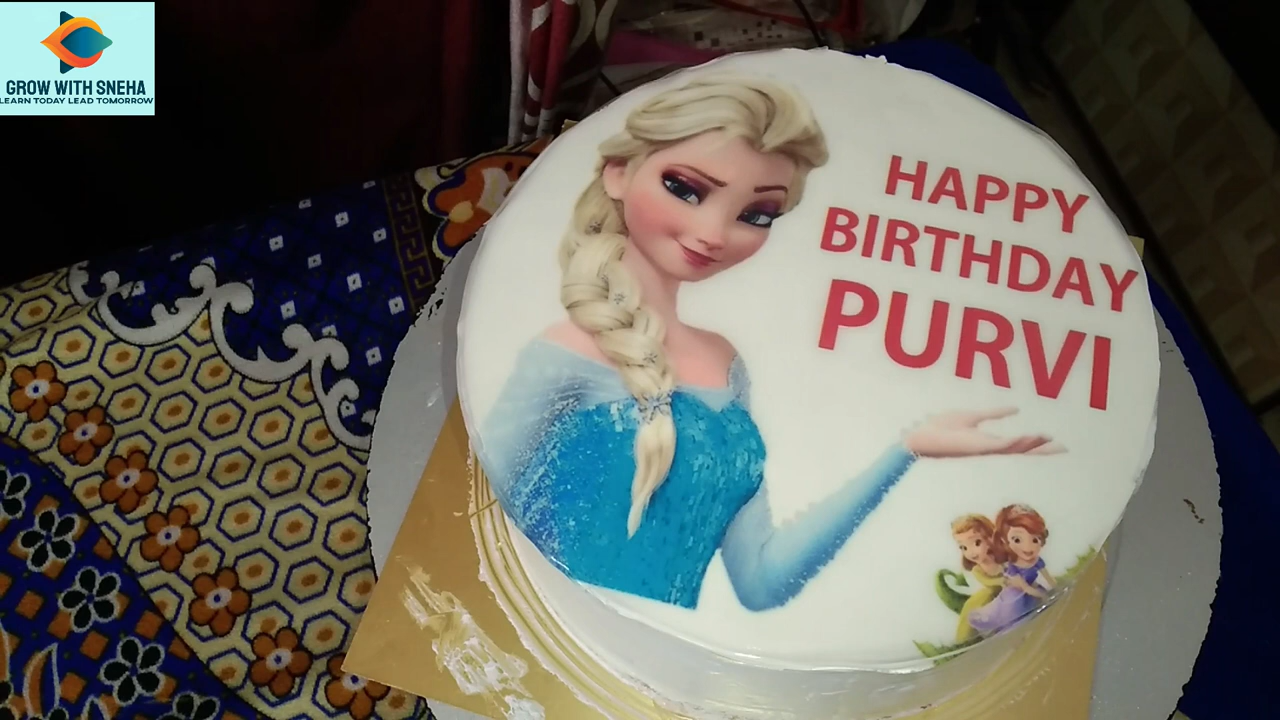 GROW WITH SNEHA
LEARN TODAY LEAD TOMORROW
HAPPY
BIRTHDAY
PURVI